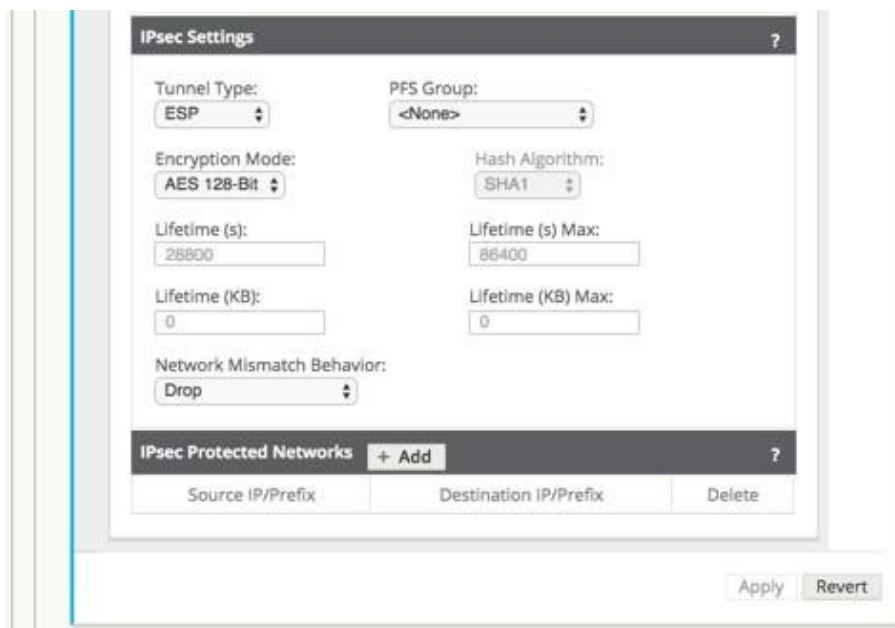 IPsec Settings ?
Tunnel Type: PFS Group:
ESP <None>
Encryption Mode: Hash Algorithm:
AES 128-Bit SHA1
Lifetime (s): Lifetime (s) Max:
28800 86400
Lifetime (KB): Lifetime (KB) Max:
0 0
Network Mismatch Behavior:
Drop
IPsec Protected Networks + Add ?
Source IP/Prefix Destination IP/Prefix Delete
Apply Revert